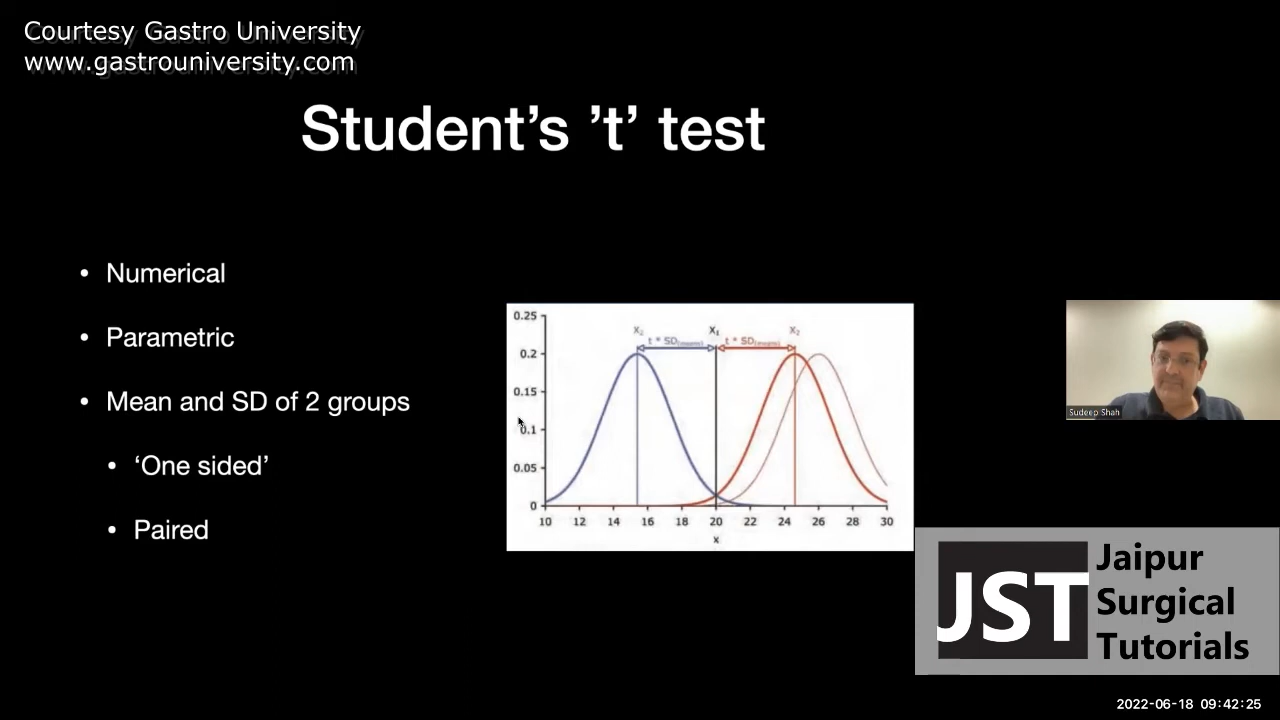 Courtesy Gastro University
www.gastrouniversity.com
Student’s ’t’ test
• Numerical
• Parametric
• Mean and SD of 2 groups
• ‘One sided’
• Paired
X₂ X₁ X₂
t * SD(means) t * SD(means)
0.25
0.2
0.15
0.1
0.05
0
10 12 14 16 18 20 22 24 26 28 30
x
Sudeep Shah
JST
Jaipur
Surgical
Tutorials
2022-06-18 09:42:25